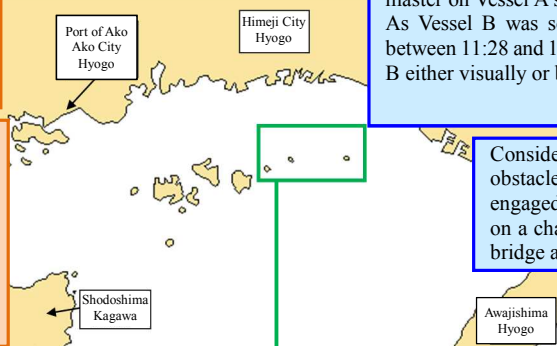 master on Vessel A's
As Vessel B was s
between 11:28 and 1
B either visually or b
Himeji City
Hyogo
Port of Ako
Ako City
Hyogo
Conside
obstacle
engaged
on a cha
bridge a
Shodoshima
Kagawa
Awajishima
Hyogo